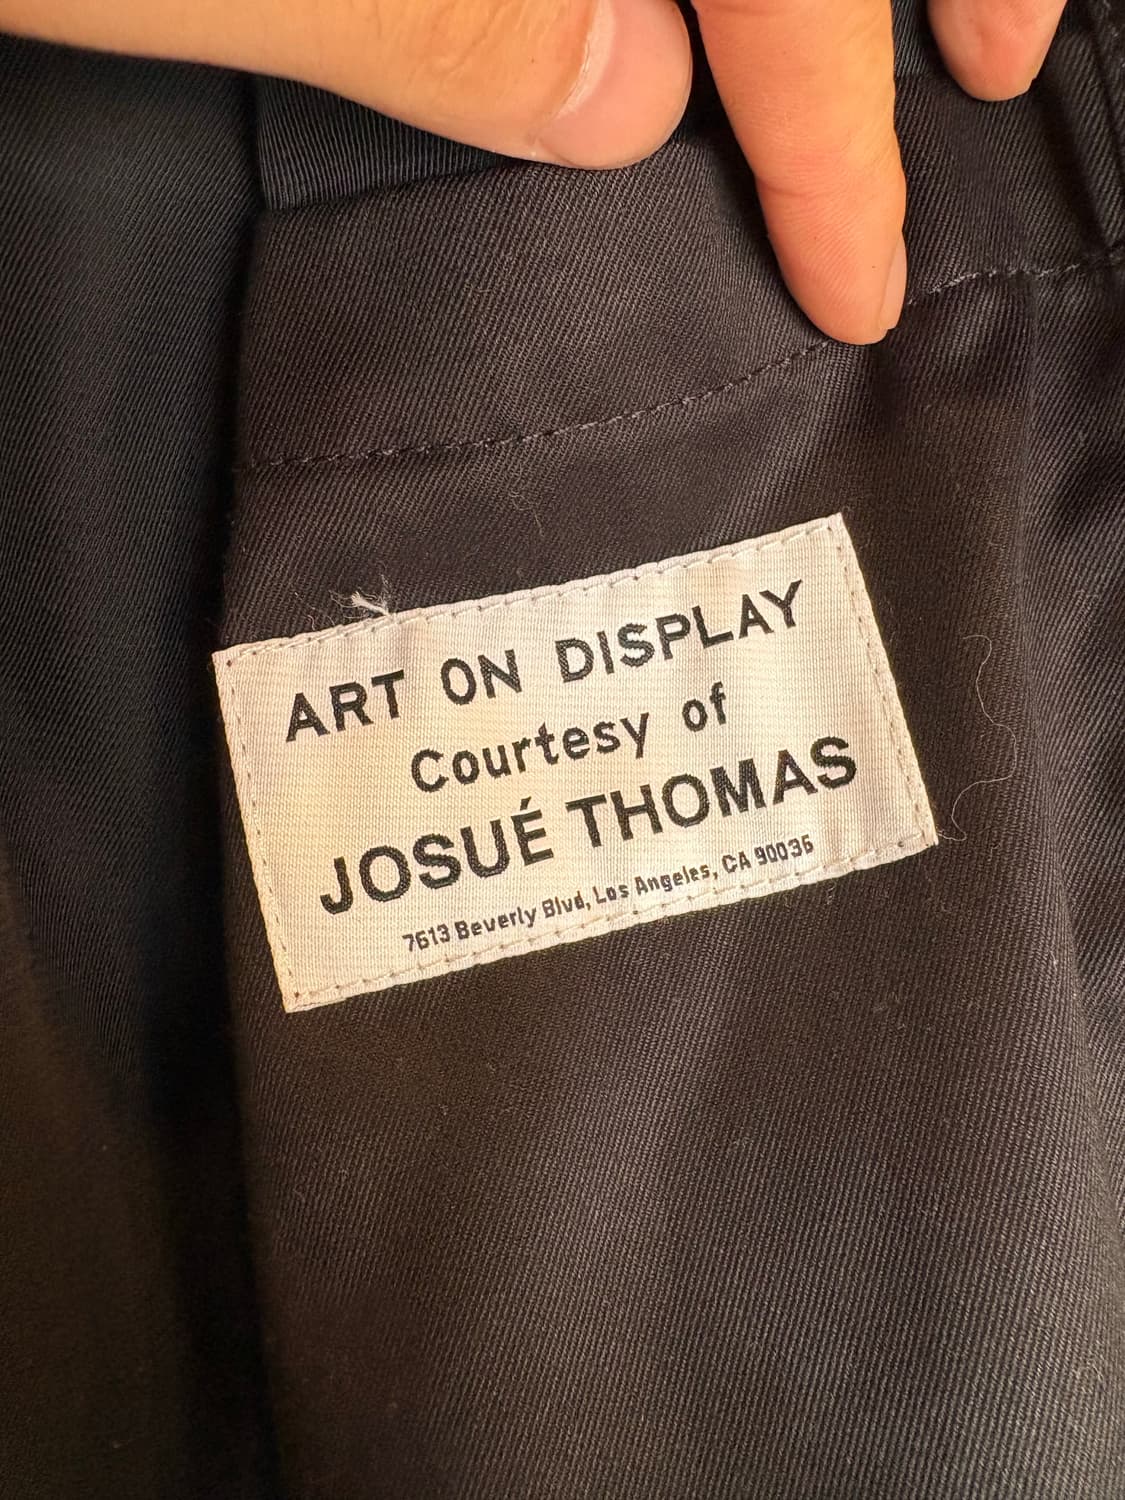 ART ON DISPLAY
Courtesy of
JOSUÉ THOMAS
7613 Beverly Blvd, Los Angeles, CA 90036